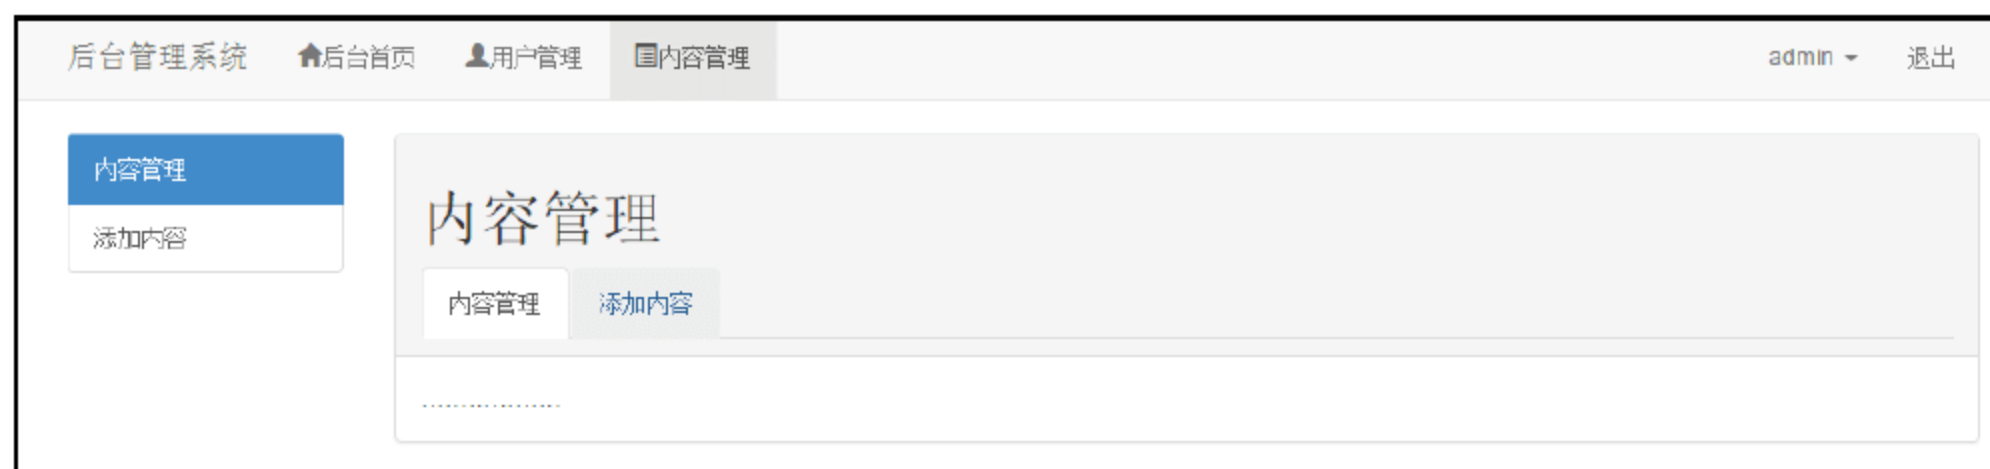 后台管理系统 后台首页 用户管理 内容管理 admin 退出
内容管理
添加内容
内容管理
内容管理 添加内容
...................